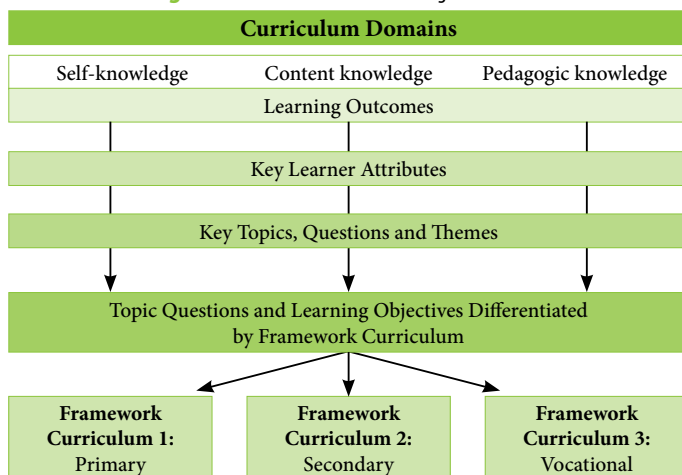 Curriculum Domains
Self-knowledge Content knowledge Pedagogic knowledge
Learning Outcomes
Key Learner Attributes
Key Topics, Questions and Themes
Topic Questions and Learning Objectives Differentiated
by Framework Curriculum
Framework
Curriculum 1:
Primary
Framework
Curriculum 2:
Secondary
Framework
Curriculum 3:
Vocational